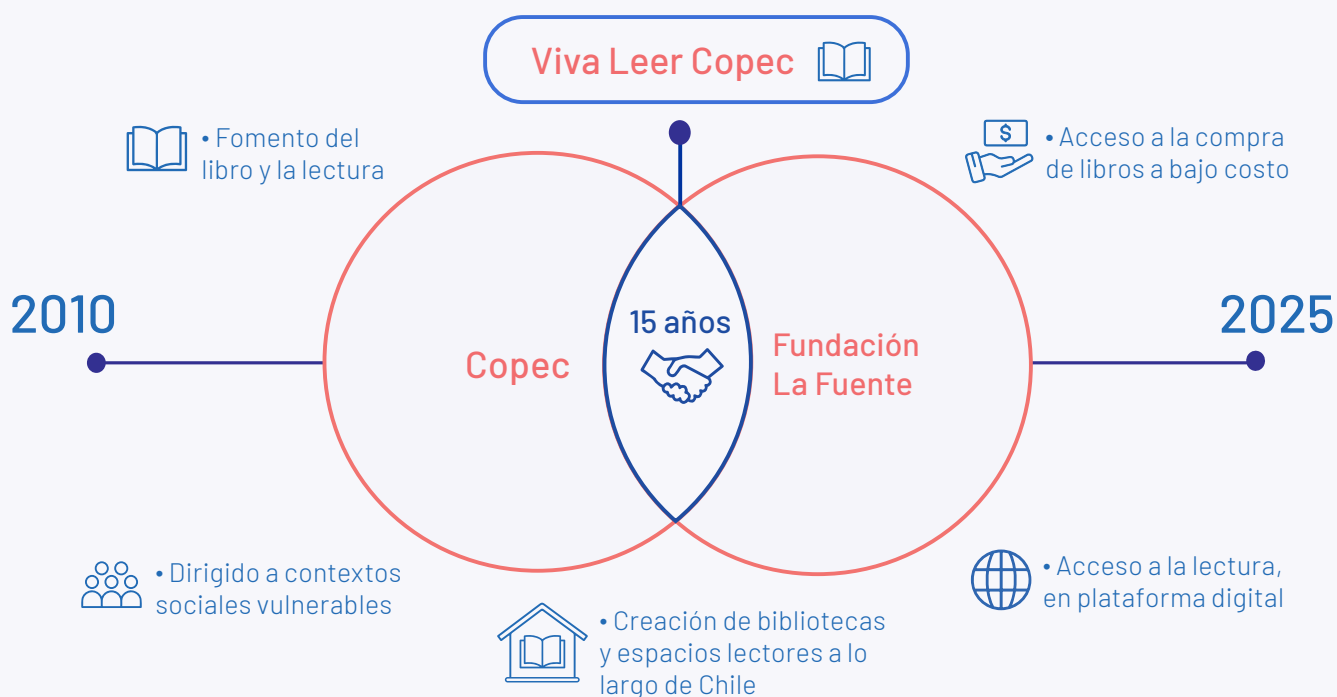 Viva Leer Copec
• Fomento del
libro y la lectura
$
• Acceso a la compra
de libros a bajo costo
2010
Copec
15 años
Fundación
La Fuente
2025
• Dirigido a contextos
sociales vulnerables
• Creación de bibliotecas
y espacios lectores a lo
largo de Chile
• Acceso a la lectura,
en plataforma digital